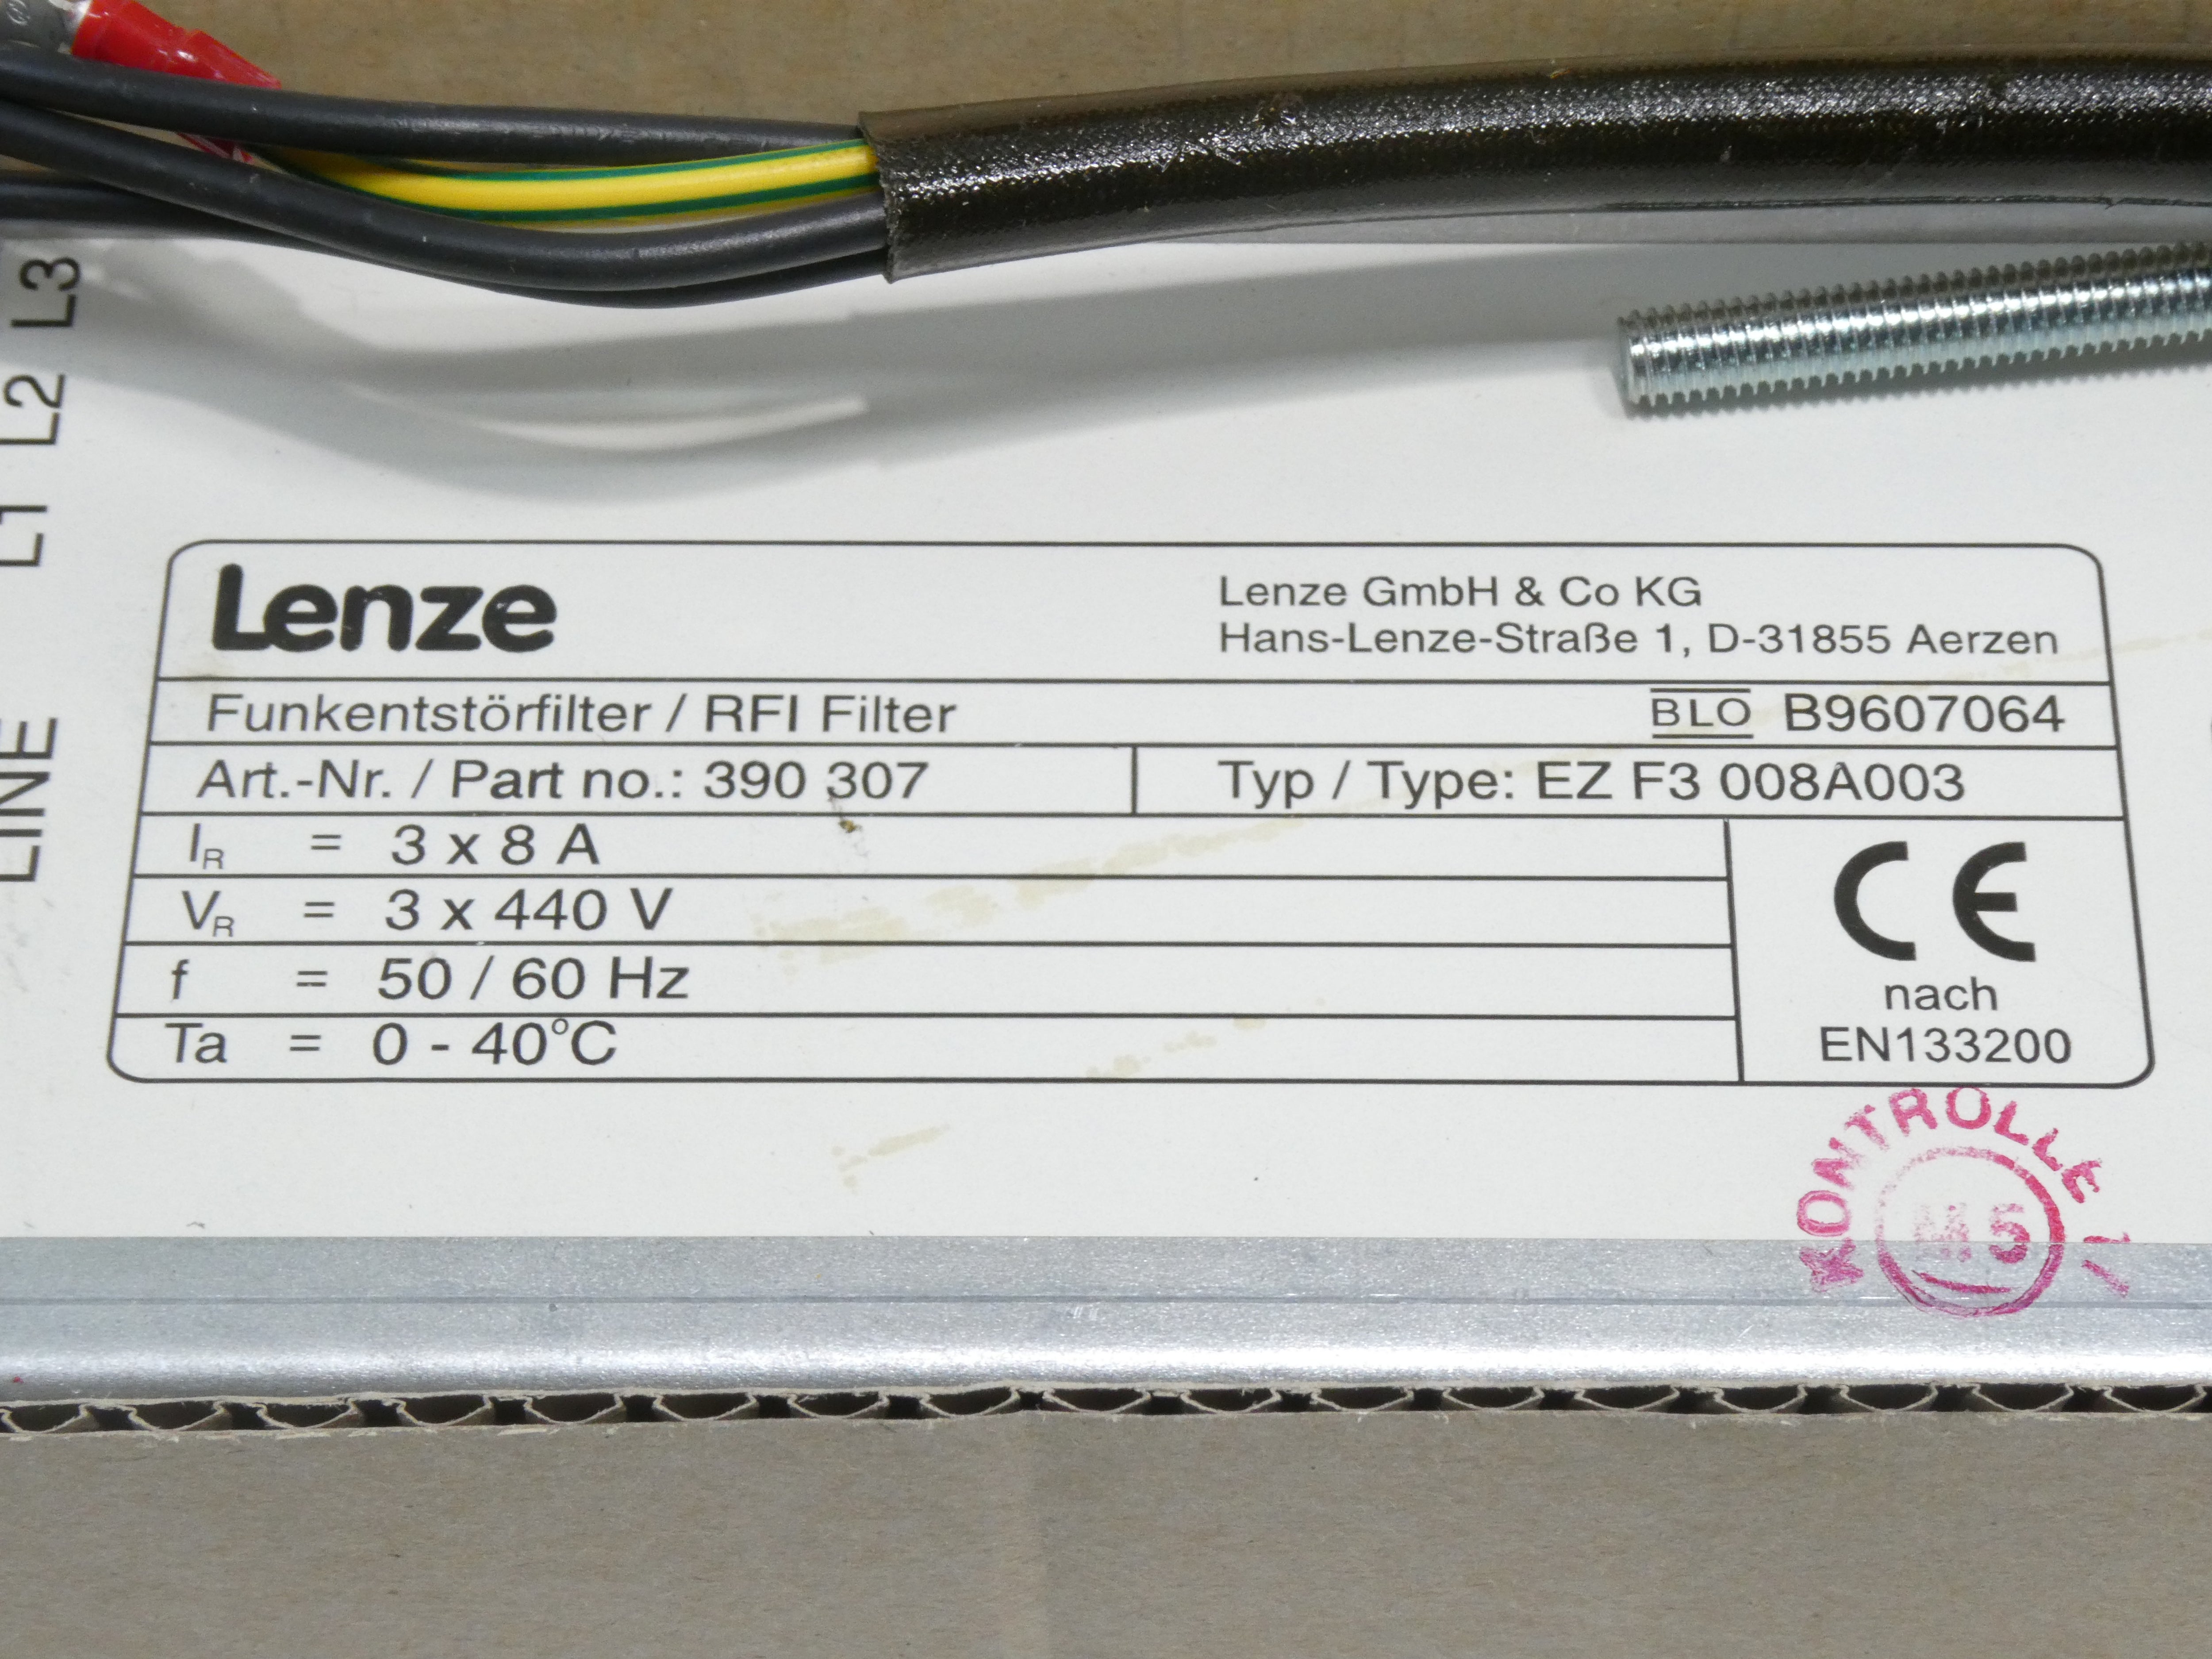 L1 L2 L3
LINE
Lenze
Lenze GmbH & Co KG
Hans-Lenze-Straße 1, D-31855 Aerzen
Funkentstörfilter / RFI Filter
BLO B9607064
Art.-Nr. / Part no.: 390 307
Typ / Type: EZ F3 008A003
IR = 3 x 8 A
VR = 3 x 440 V
f = 50 / 60 Hz
Ta = 0 - 40°C
CE
nach
EN133200
KONTROLLE
M5